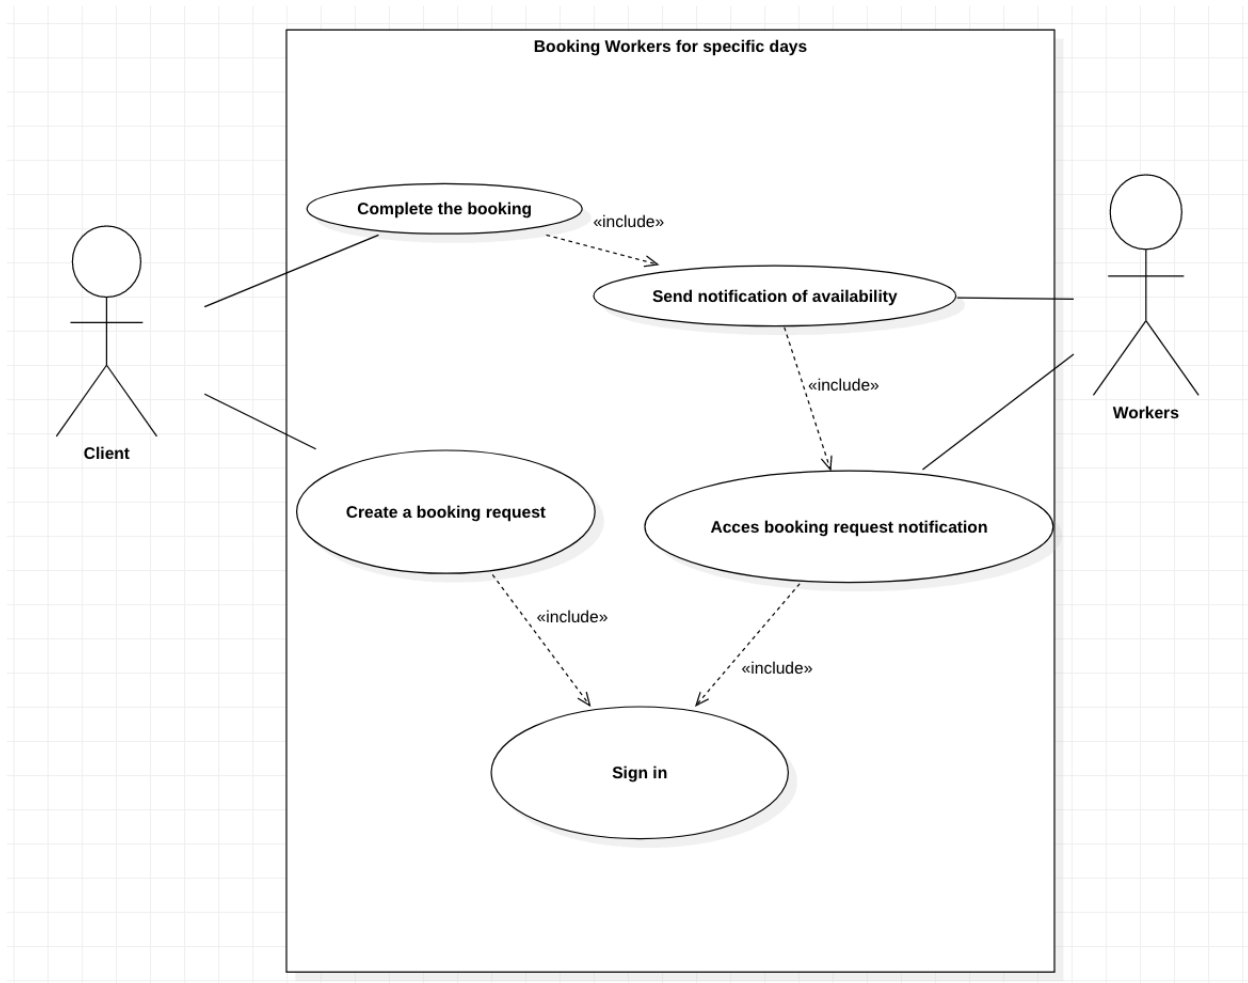 Booking Workers for specific days
Complete the booking
«include»
Send notification of availability
«include»
Workers
Client
Create a booking request
Acces booking request notification
«include»
«include»
Sign in